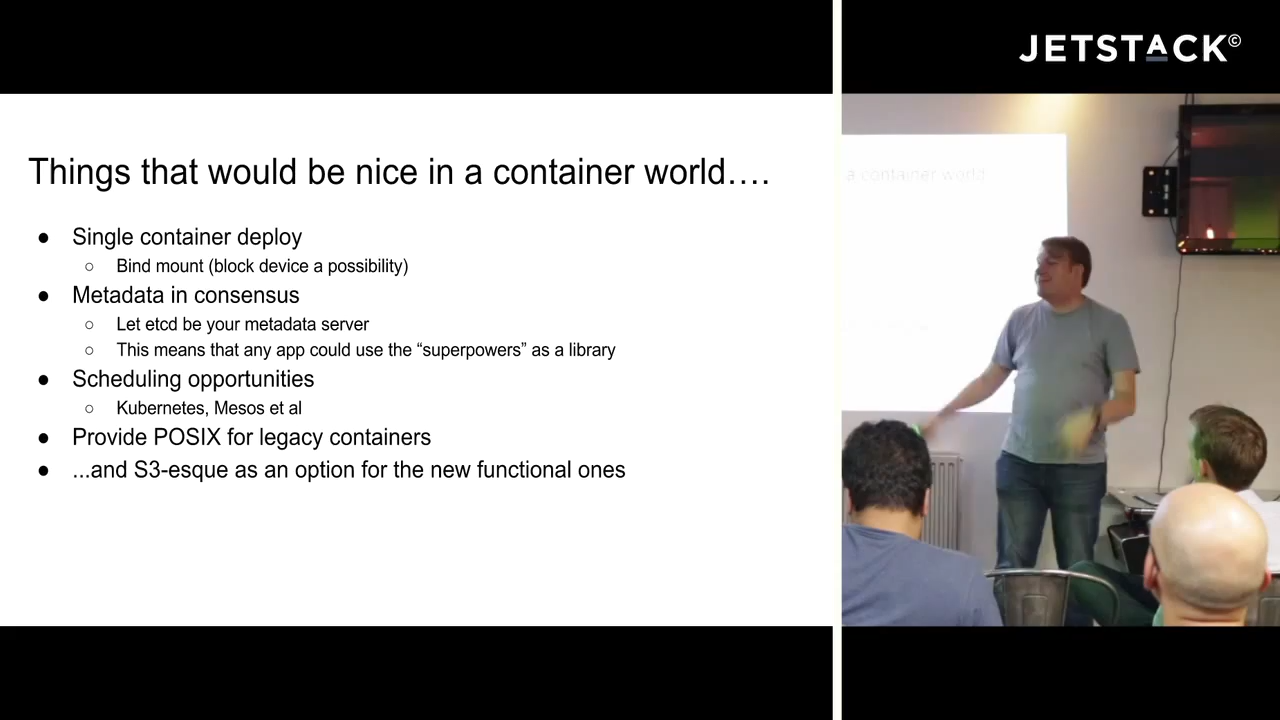 JETSTACK©
Things that would be nice in a container world….
● Single container deploy
○ Bind mount (block device a possibility)
● Metadata in consensus
○ Let etcd be your metadata server
○ This means that any app could use the “superpowers” as a library
● Scheduling opportunities
○ Kubernetes, Mesos et al
● Provide POSIX for legacy containers
● ...and S3-esque as an option for the new functional ones
a container world